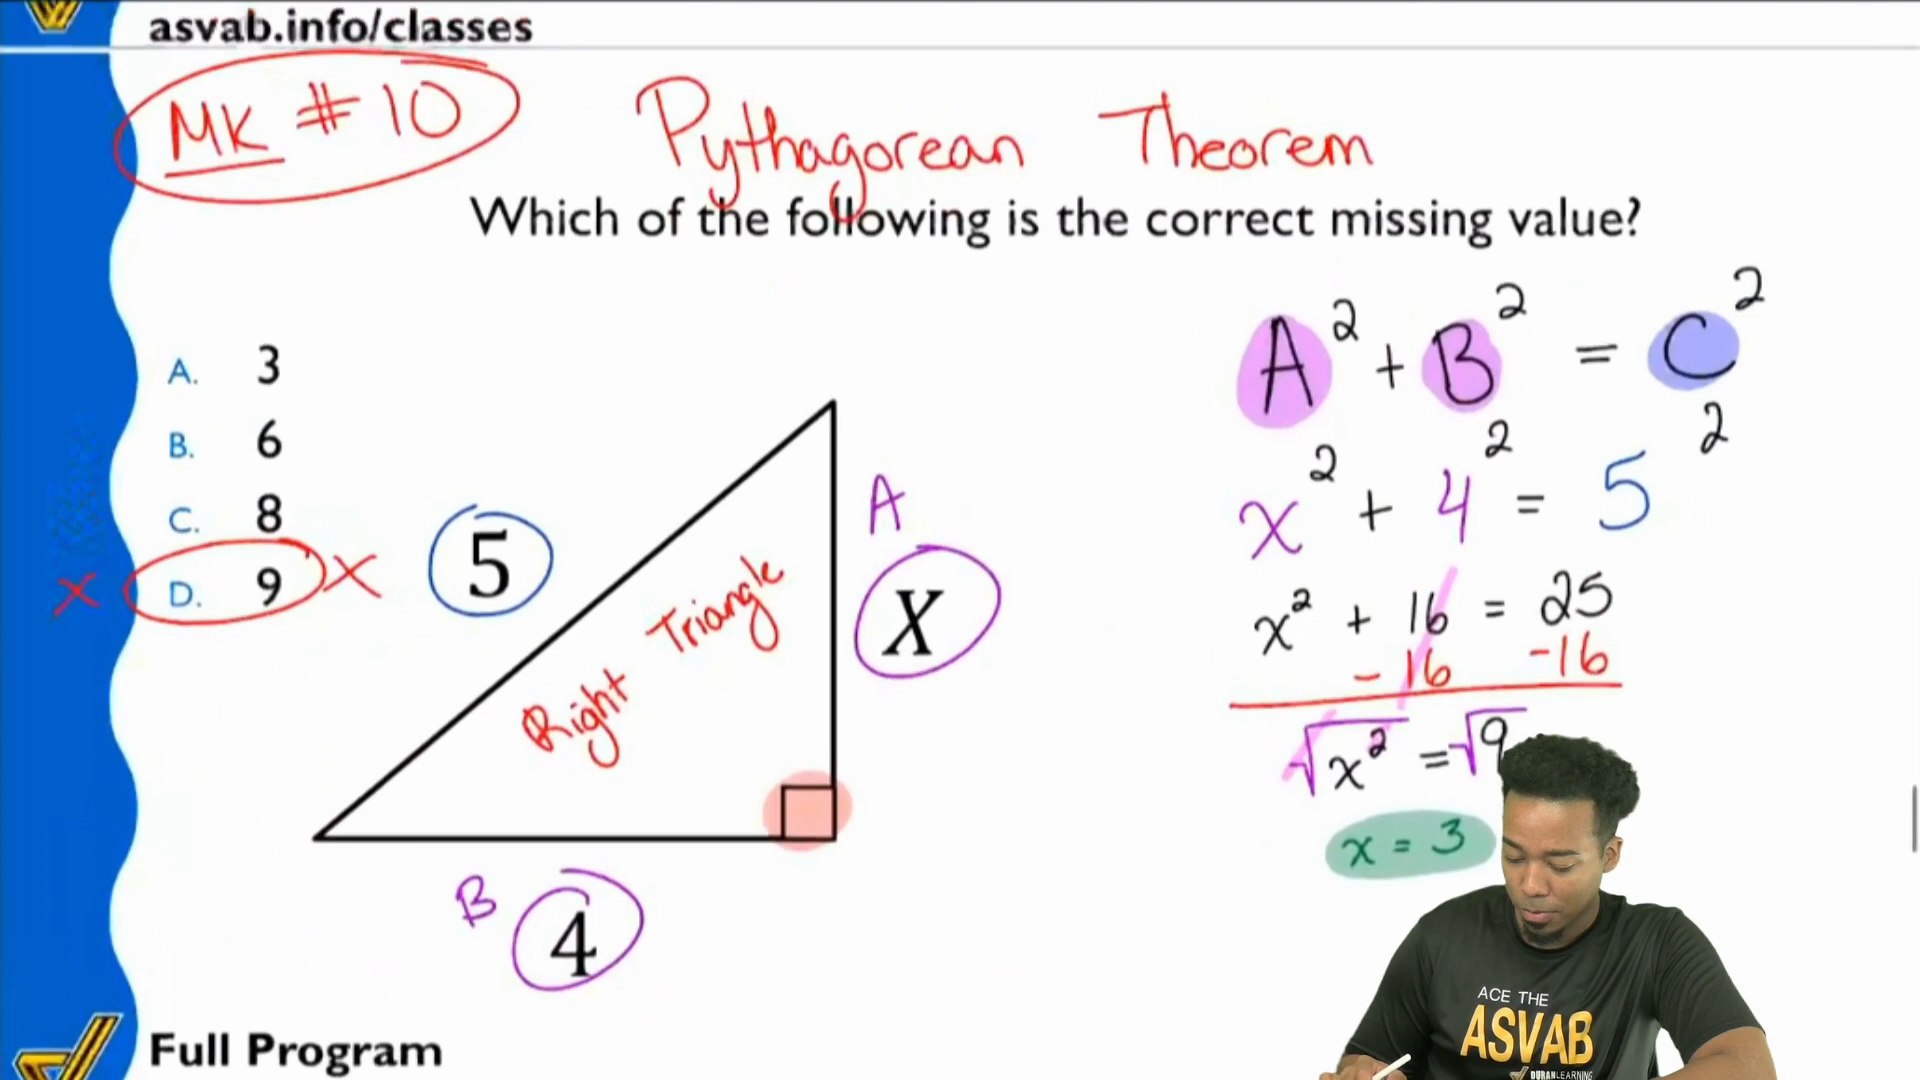 asvab.info/classes
MK # 10
Pythagorean Theorem
Which of the following is the correct missing value?
A. 3
B. 6
C. 8
X D. 9 X
5
Right Triangle
A
X
B
4
A² + B² = C²
x² + 4² = 5²
x² + 16 = 25
- 16 -16
√x² = √9
x = 3
ACE THE
ASVAB
DURANLEARNING
Full Program